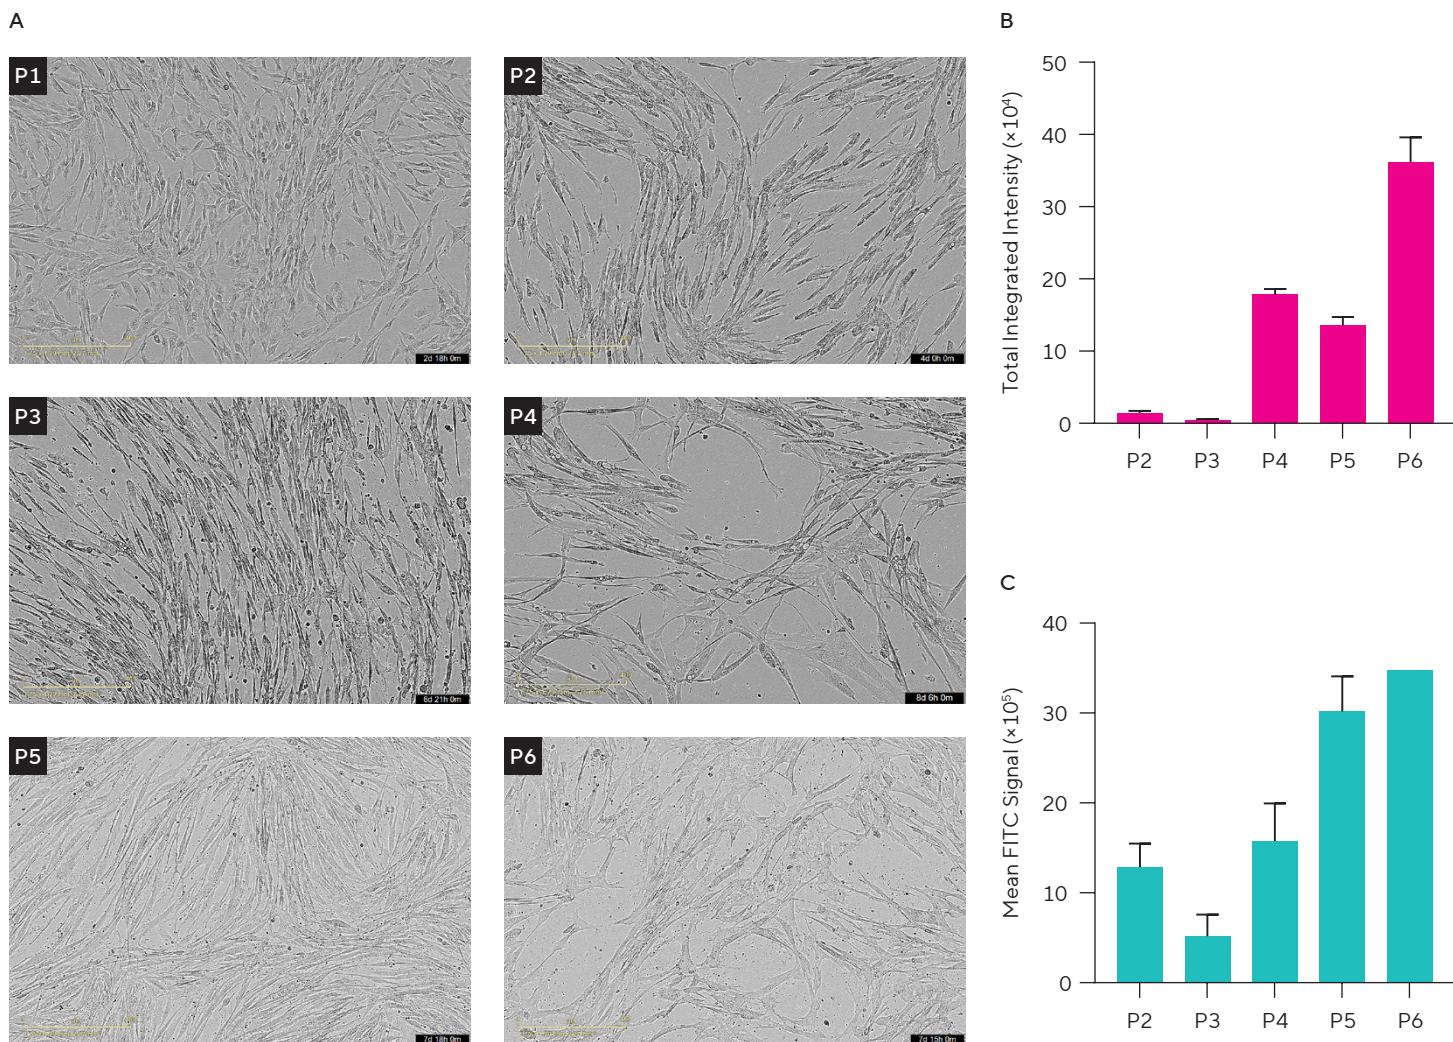 A
P1
2d 18h 0m
P2
4d 0h 0m
P3
6d 21h 0m
P4
8d 6h 0m
P5
7d 18h 0m
P6
7d 15h 0m
B
Total Integrated Intensity (×10⁴)
50
40
30
20
10
0
P2 P3 P4 P5 P6
C
Mean FITC Signal (×10⁵)
40
30
20
10
0
P2 P3 P4 P5 P6